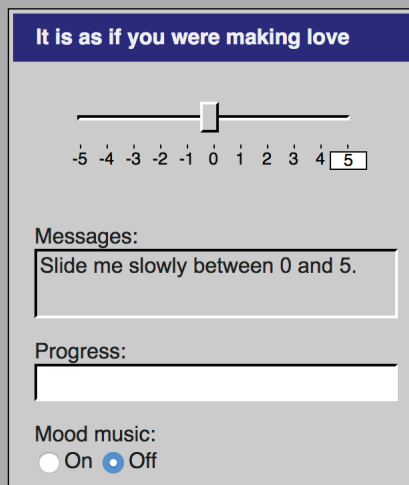 It is as if you were making love
-5 -4 -3 -2 -1 0 1 2 3 4 5
Messages:
Slide me slowly between 0 and 5.
Progress:
Mood music:
On Off